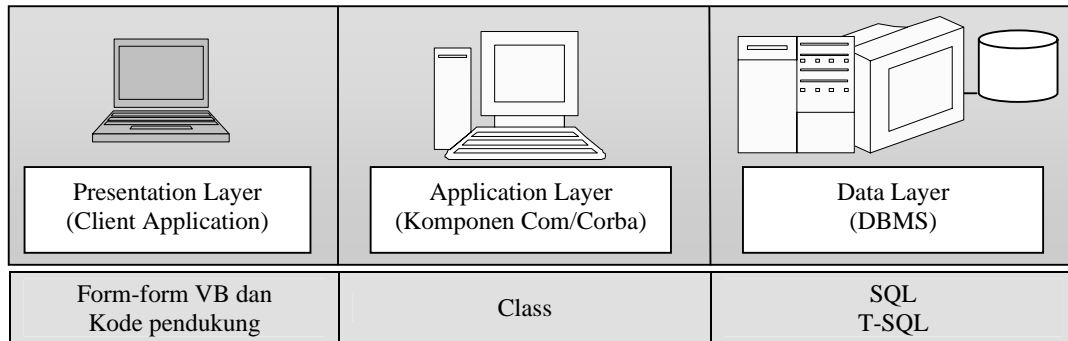 Presentation Layer
(Client Application)
Application Layer
(Komponen Com/Corba)
Data Layer
(DBMS)
Form-form VB dan
Kode pendukung
Class
SQL
T-SQL